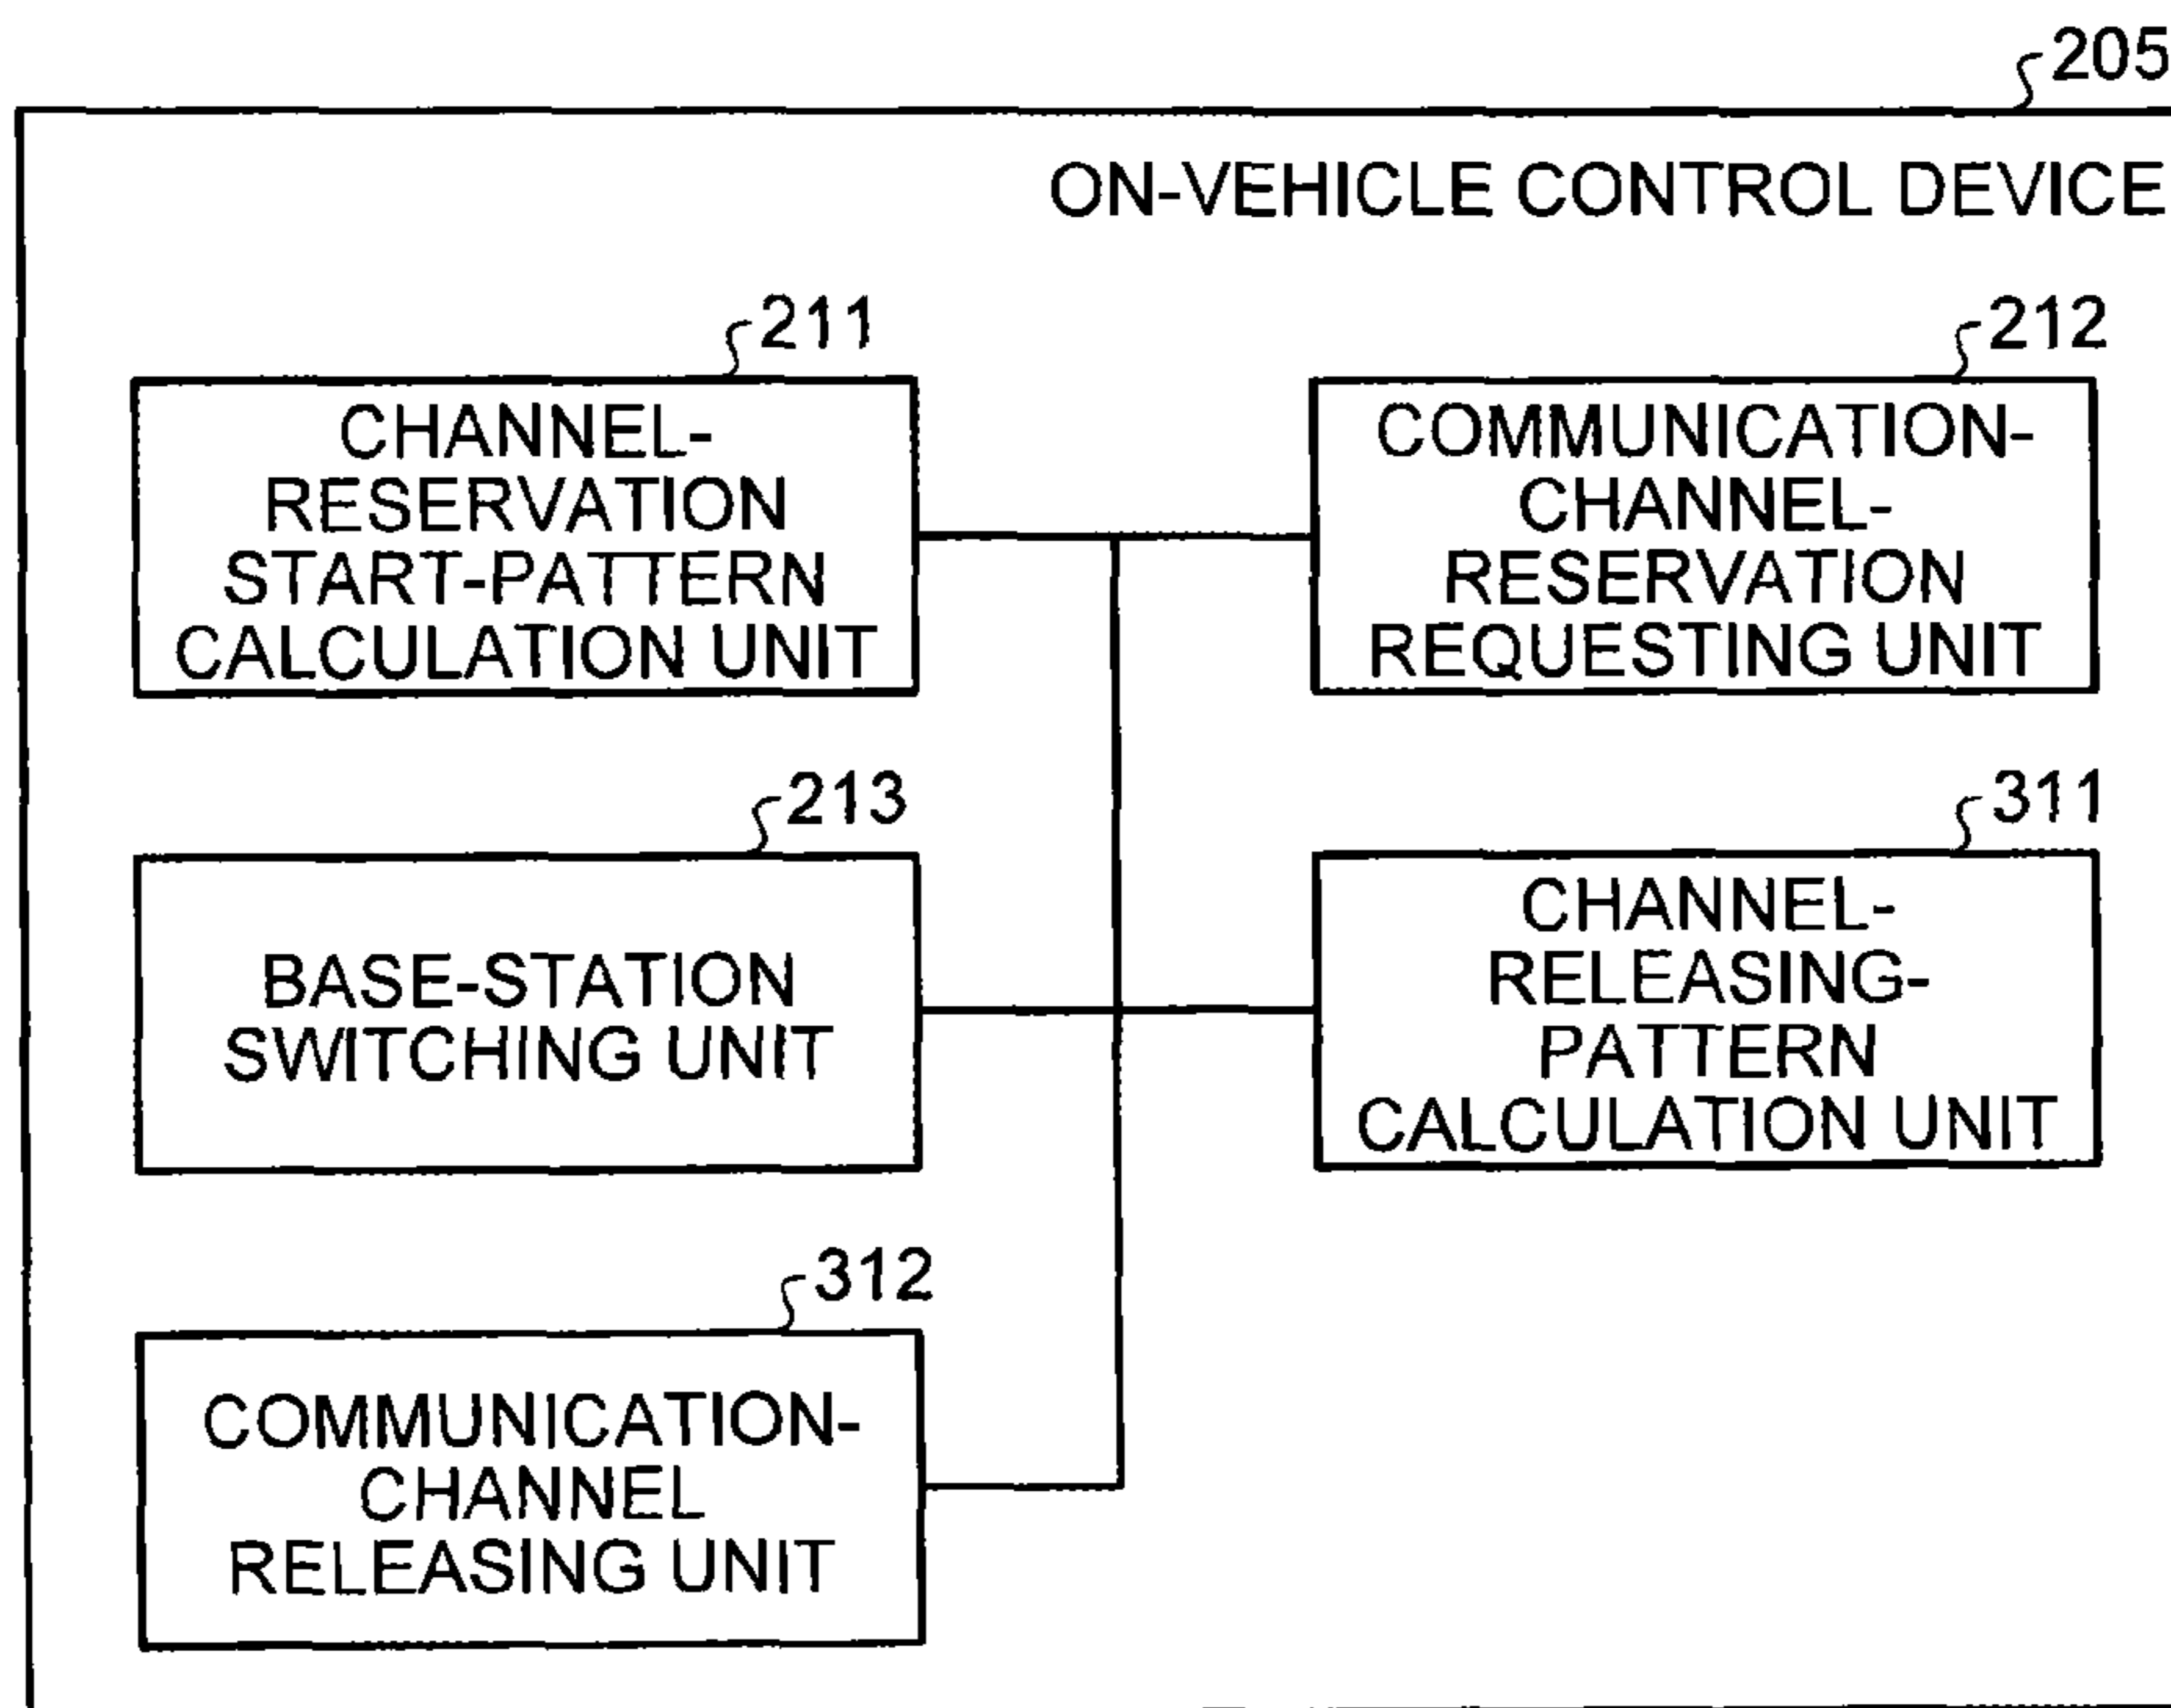 205
ON-VEHICLE CONTROL DEVICE
211
CHANNEL-
RESERVATION
START-PATTERN
CALCULATION UNIT
212
COMMUNICATION-
CHANNEL-
RESERVATION
REQUESTING UNIT
213
BASE-STATION
SWITCHING UNIT
311
CHANNEL-
RELEASING-
PATTERN
CALCULATION UNIT
312
COMMUNICATION-
CHANNEL
RELEASING UNIT